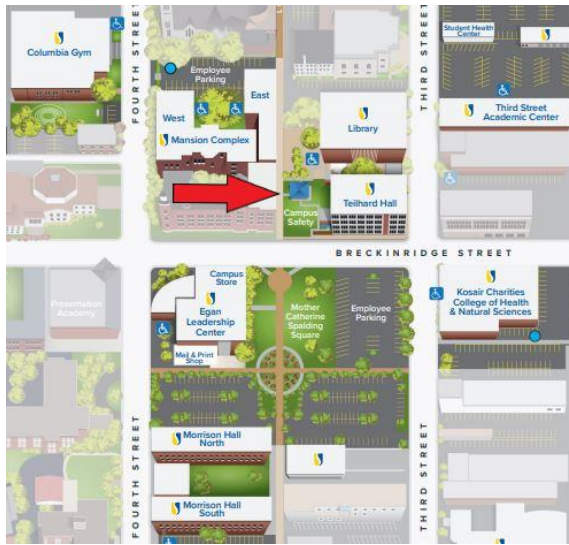 Columbia Gym
FOURTH STREET
Employee
Parking
East
West
Mansion Complex
Library
THIRD STREET
Student Health
Center
Third Street
Academic Center
Campus
Safety
Teilhard Hall
BRECKINRIDGE STREET
Presentation
Academy
Campus
Store
Egan
Leadership
Center
Mail & Print
Shop
Mother
Catherine
Spalding
Square
Employee
Parking
Kosair Charities
College of Health
& Natural Sciences
FOURTH STREET
Morrison Hall
North
Morrison Hall
South
THIRD STREET